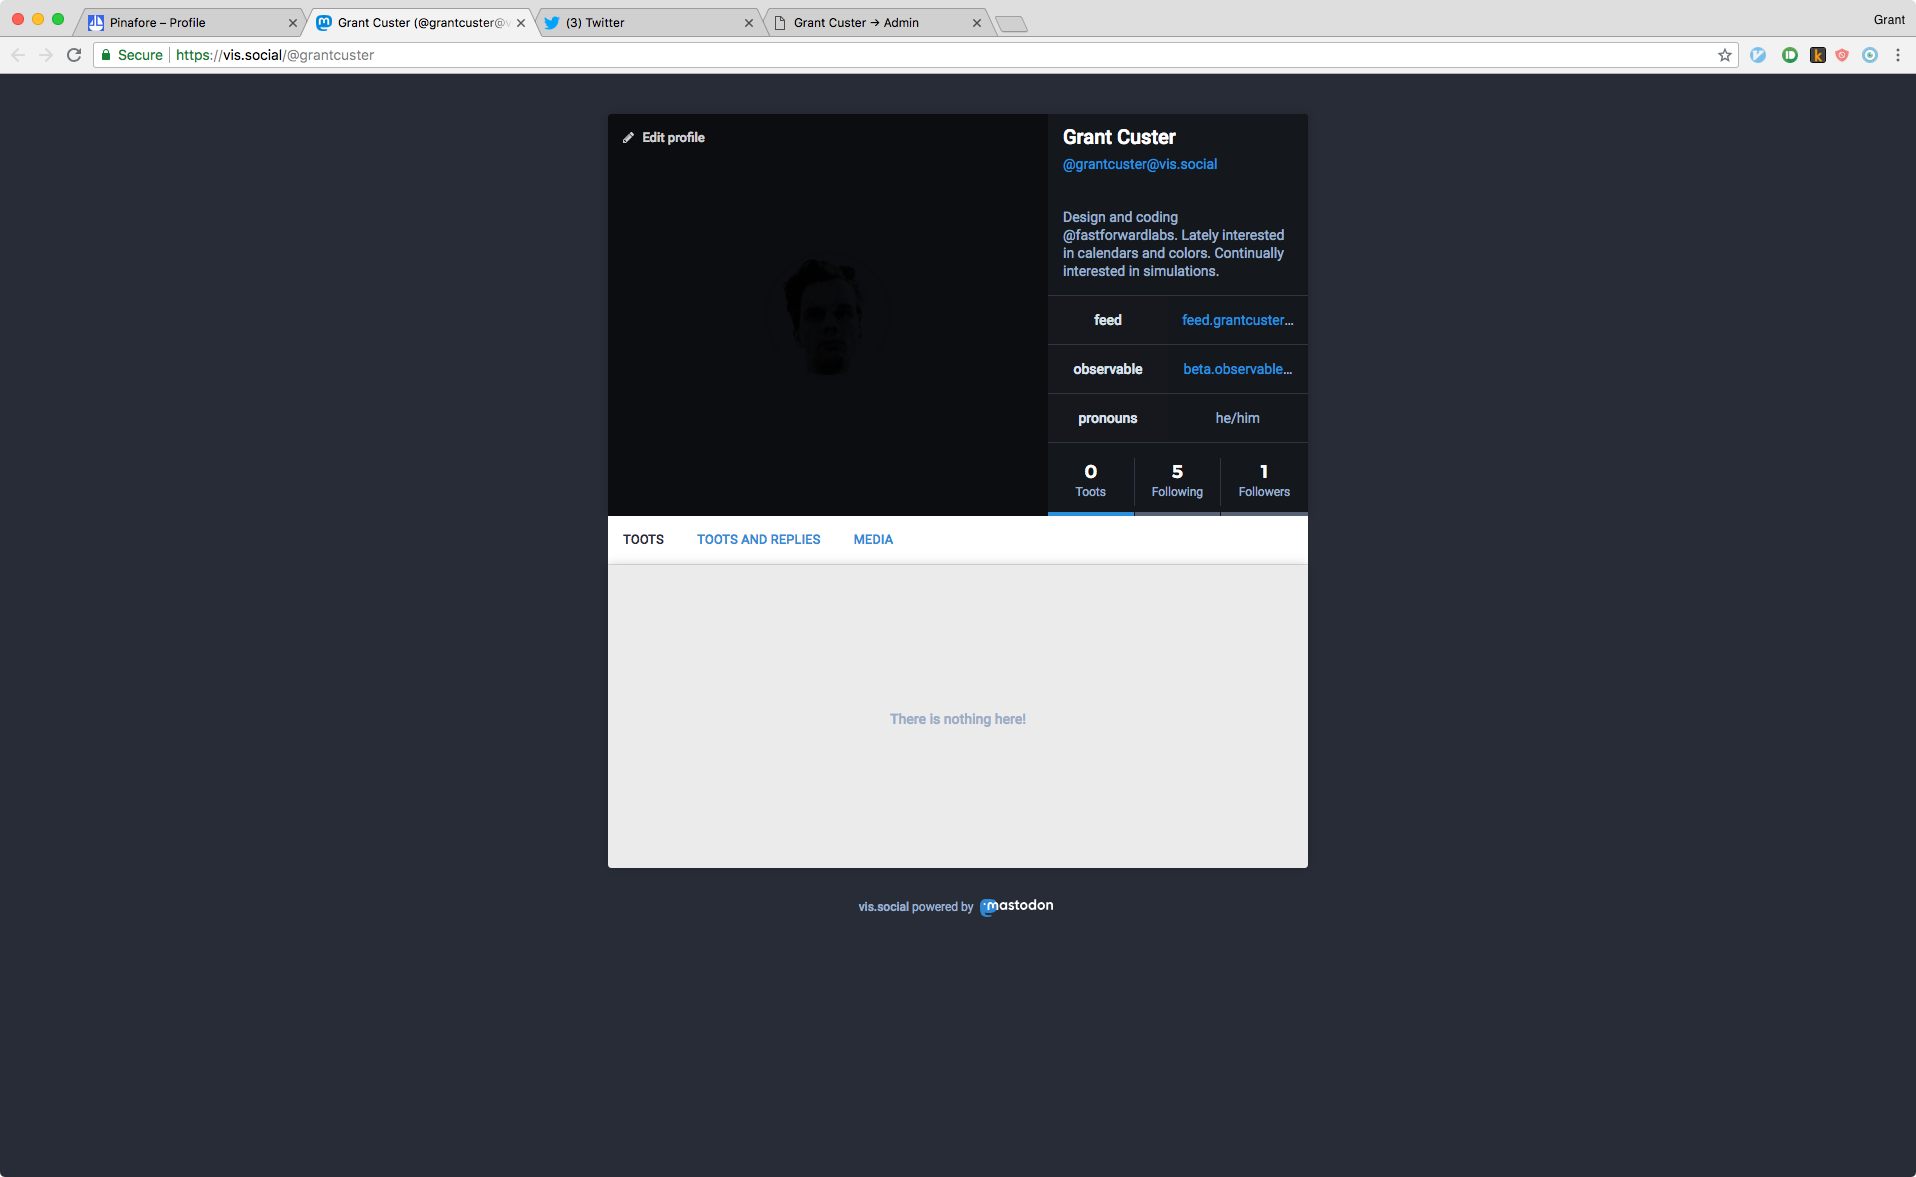 Pinafore – Profile
Grant Custer (@grantcuster@v
(3) Twitter
Grant Custer → Admin
Grant
Secure
https://vis.social/@grantcuster
Edit profile
Grant Custer
@grantcuster@vis.social
Design and coding
@fastforwardlabs. Lately interested
in calendars and colors. Continually
interested in simulations.
feed feed.grantcuster...
observable beta.observable...
pronouns he/him
0 5 1
Toots Following Followers
TOOTS TOOTS AND REPLIES MEDIA
There is nothing here!
vis.social powered by mastodon